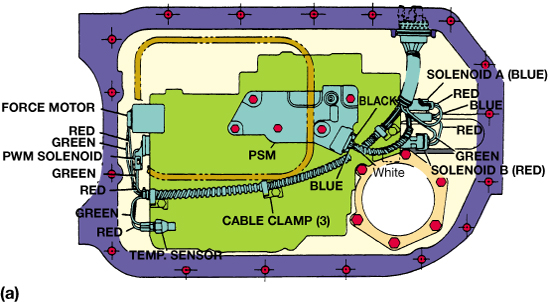 SOLENOID A (BLUE)
RED
BLUE
BLACK
FORCE MOTOR
RED
RED
GREEN
PSM
PWM SOLENOID
GREEN
GREEN
SOLENOID B (RED)
White
BLUE
RED
GREEN
CABLE CLAMP (3)
RED
TEMP. SENSOR
(a)